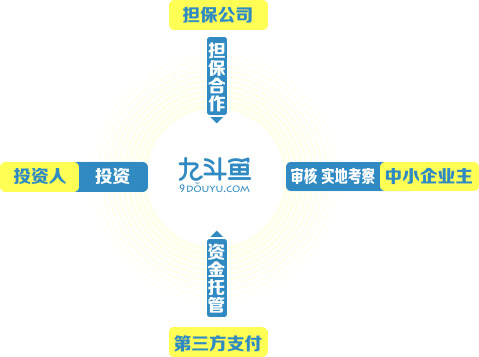 担保公司
担保合作
九斗鱼
9DOUYU.COM
投资人 投资
审核 实地考察 中小企业主
资金托管
第三方支付